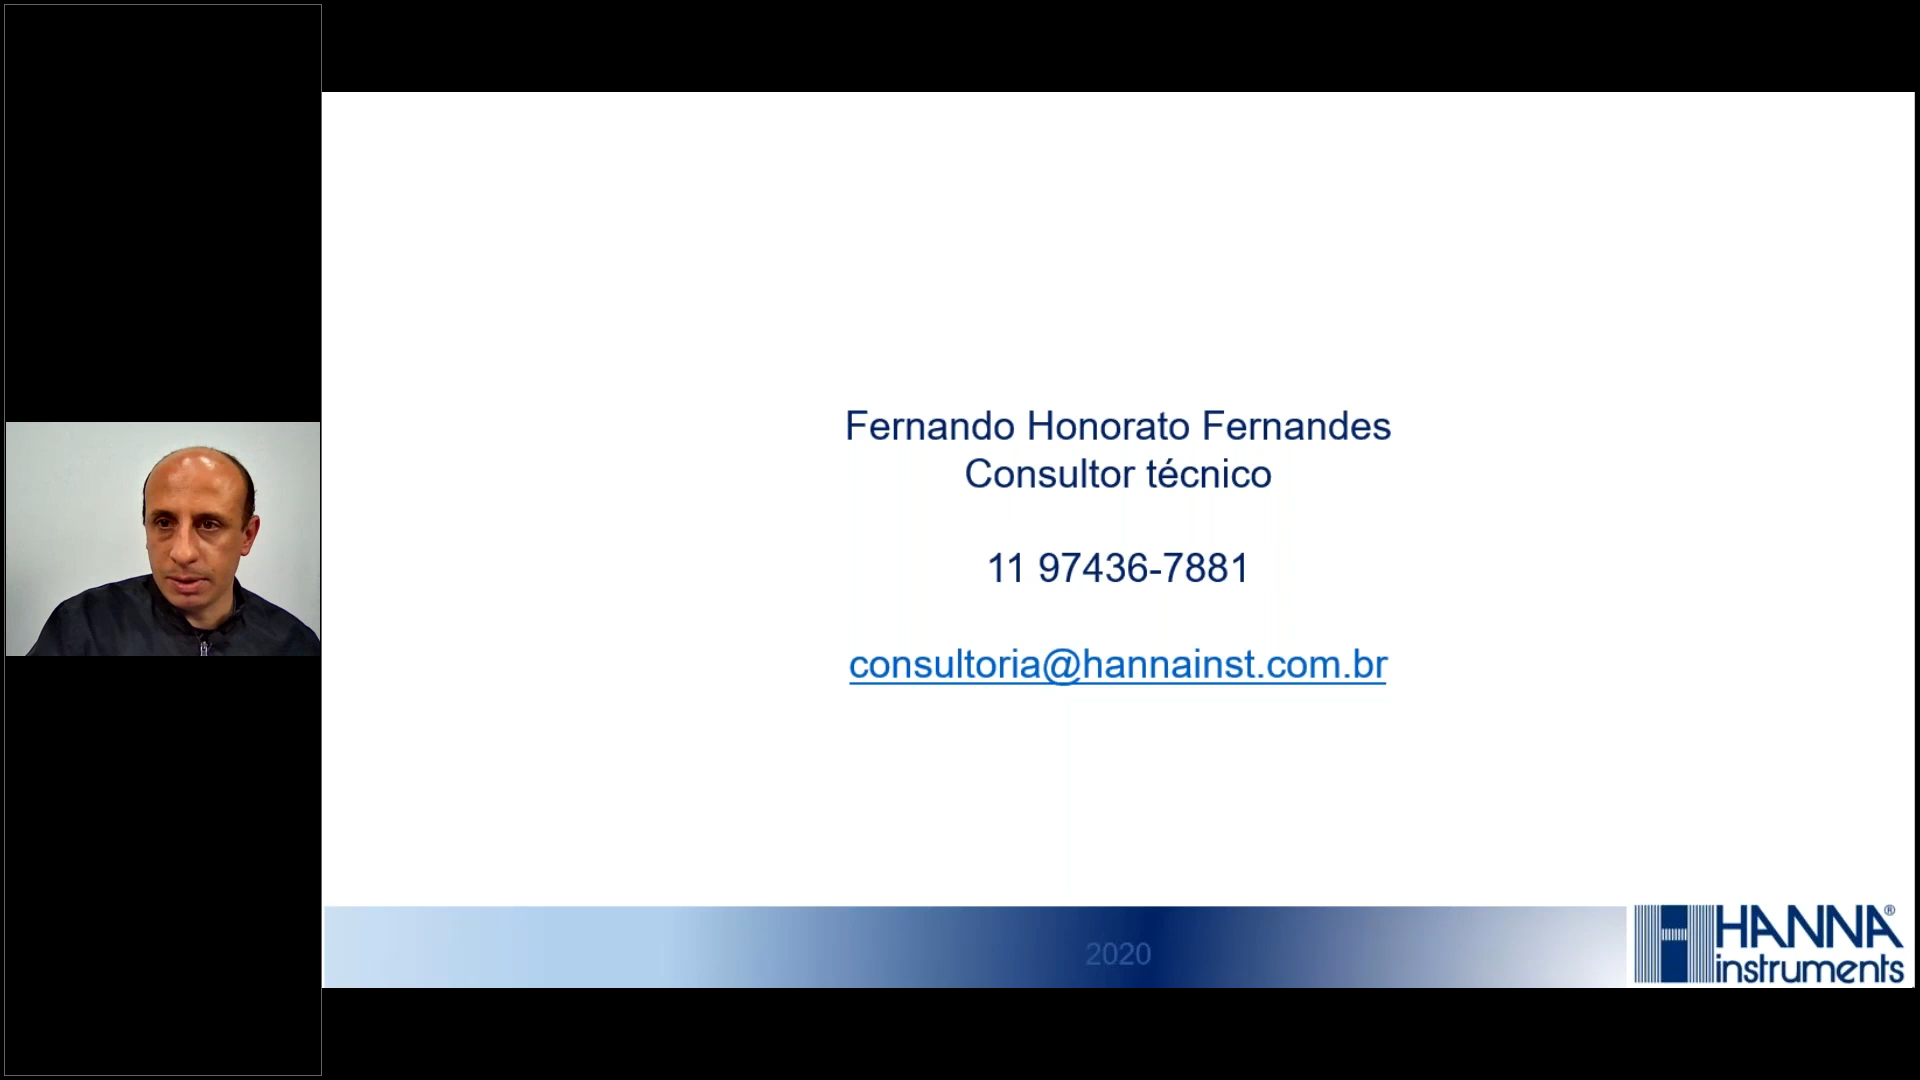 Fernando Honorato Fernandes
Consultor técnico
11 97436-7881
consultoria@hannainst.com.br
2020
HANNA®
instruments